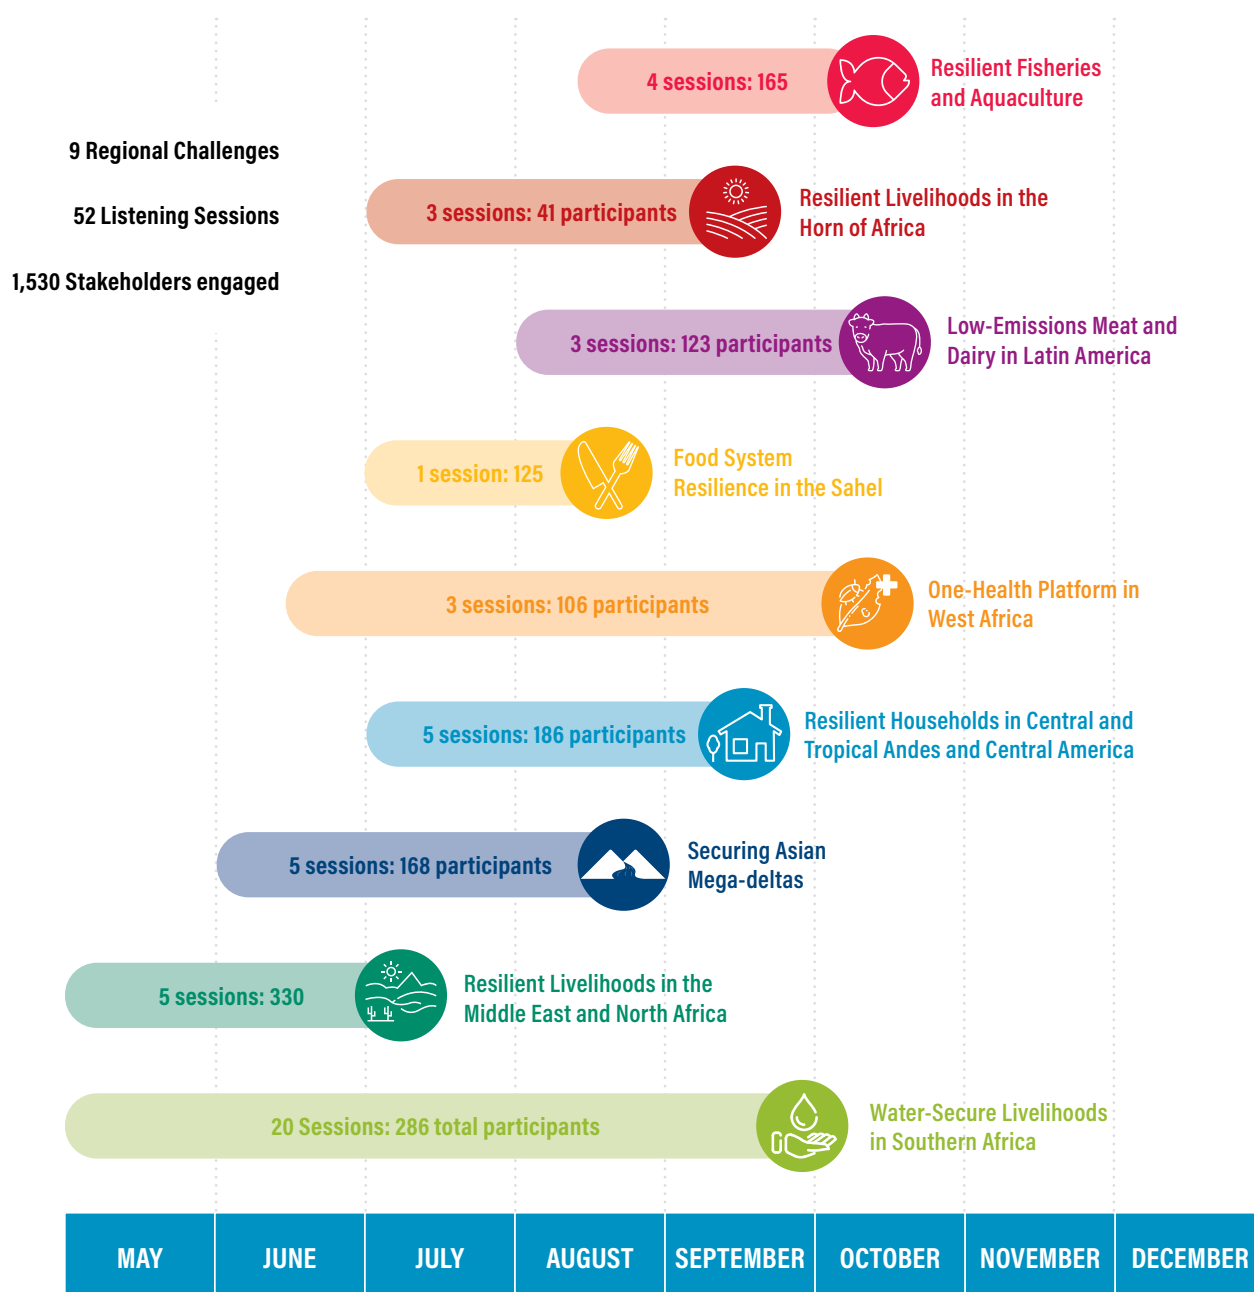 4 sessions: 165
Resilient Fisheries
and Aquaculture
9 Regional Challenges
52 Listening Sessions
1,530 Stakeholders engaged
3 sessions: 41 participants
Resilient Livelihoods in the
Horn of Africa
3 sessions: 123 participants
Low-Emissions Meat and
Dairy in Latin America
1 session: 125
Food System
Resilience in the Sahel
3 sessions: 106 participants
One-Health Platform in
West Africa
5 sessions: 186 participants
Resilient Households in Central and
Tropical Andes and Central America
5 sessions: 168 participants
Securing Asian
Mega-deltas
5 sessions: 330
Resilient Livelihoods in the
Middle East and North Africa
20 Sessions: 286 total participants
Water-Secure Livelihoods
in Southern Africa
MAY JUNE JULY AUGUST SEPTEMBER OCTOBER NOVEMBER DECEMBER